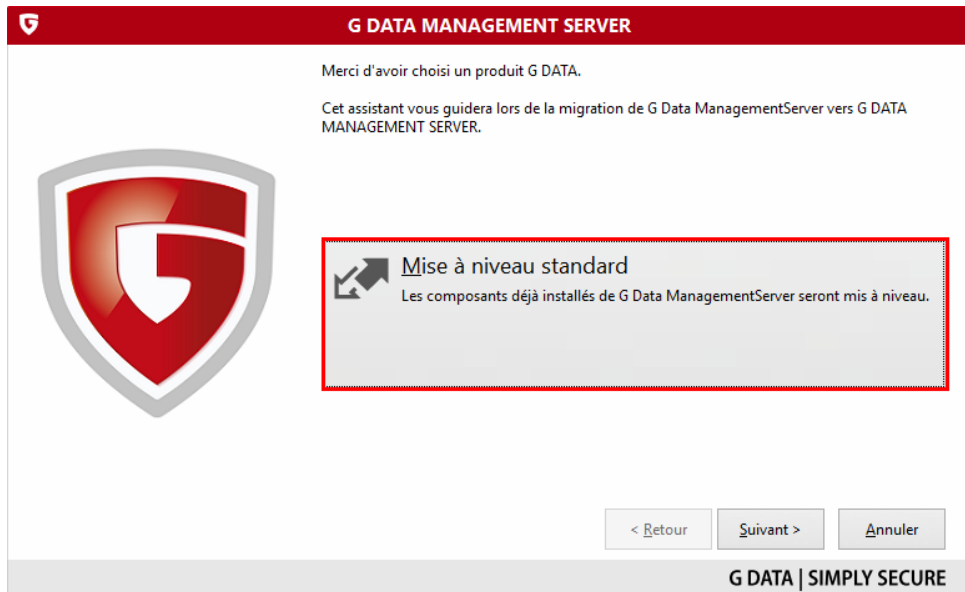 G DATA MANAGEMENT SERVER
Merci d'avoir choisi un produit G DATA.
Cet assistant vous guidera lors de la migration de G Data ManagementServer vers G DATA
MANAGEMENT SERVER.
Mise à niveau standard
Les composants déjà installés de G Data ManagementServer seront mis à niveau.
< Retour
Suivant >
Annuler
G DATA | SIMPLY SECURE